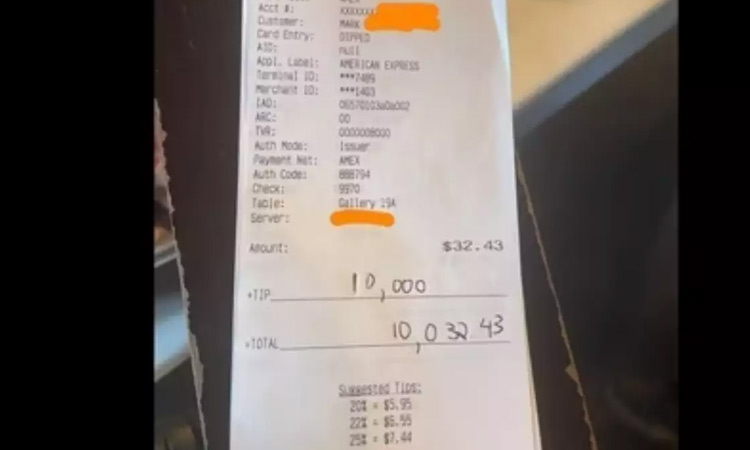 Acct #: XXXXXXX
Customer: MARK
Card Entry: DIPPED
AID: null
Appl. Label: AMERICAN EXPRESS
Terminal ID: ***7489
Merchant ID: ***1403
IAD: 06570103a0a002
ARC: 00
TVR: 0000008000
Auth Mode: Issuer
Payment Net: AMEX
Auth Code: 888794
Check: 9970
Table: Gallery 19A
Server:
Amount: $32.43
+TIP 10,000
=TOTAL 10,032.43
Suggested Tips:
20% = $5.95
22% = $6.55
25% = $7.44